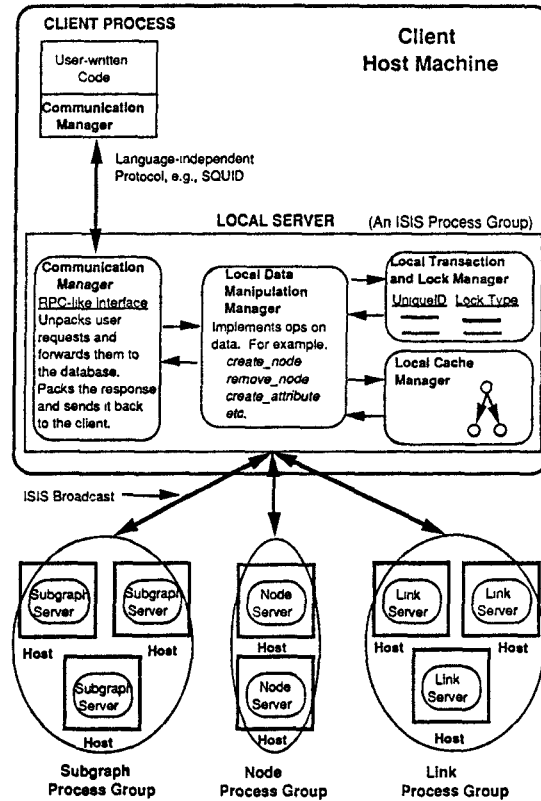 CLIENT PROCESS
User-written
Code
Communication
Manager
Client
Host Machine
Language-independent
Protocol, e.g., SQUID
LOCAL SERVER
(An ISIS Process Group)
Communication
Manager
RPC-like interface
Unpacks user
requests and
forwards them to
the database.
Packs the response
and sends it back
to the client.
Local Data
Manipulation
Manager
Implements ops on
data. For example.
create_node
remove_node
create_attribute
etc.
Local Transaction
and Lock Manager
UniqueID Lock Type
Local Cache
Manager
ISIS Broadcast
Subgraph
Server
Host
Subgraph
Server
Host
Subgraph
Server
Host
Subgraph
Process Group
Node
Server
Host
Node
Server
Host
Node
Process Group
Link
Server
Host
Link
Server
Host
Link
Server
Host
Link
Process Group